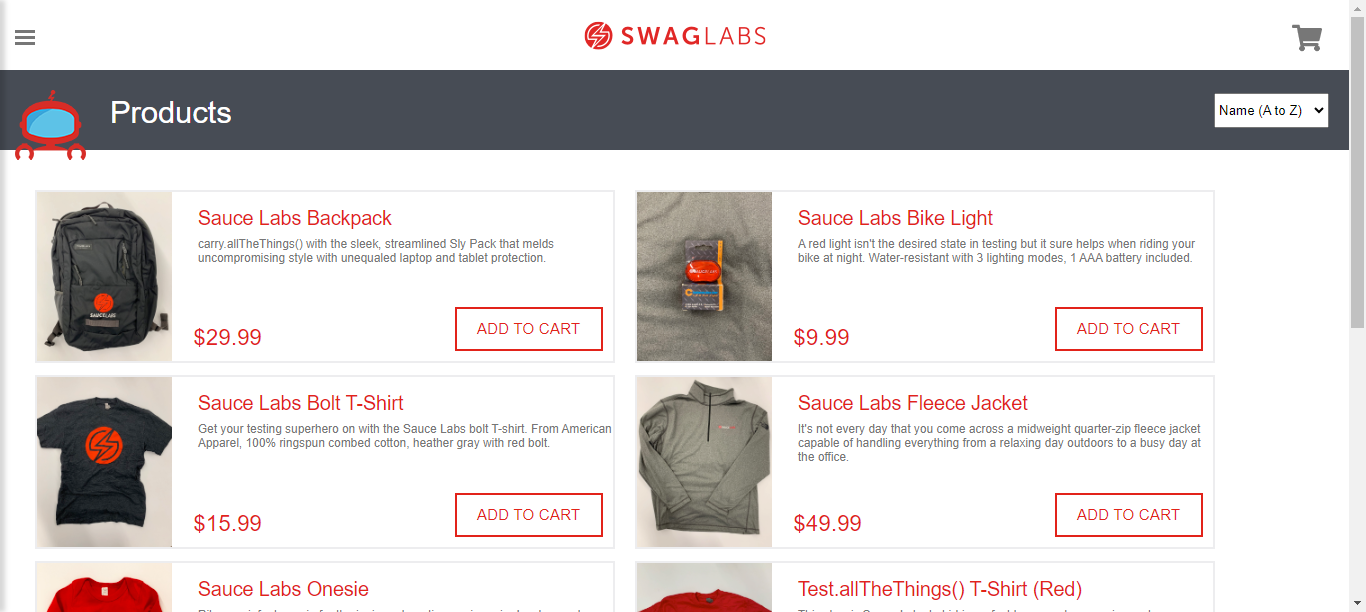 SWAGLABS
Products
Name (A to Z)
Sauce Labs Backpack
carry.allTheThings() with the sleek, streamlined Sly Pack that melds
uncompromising style with unequaled laptop and tablet protection.
$29.99
ADD TO CART
Sauce Labs Bike Light
A red light isn't the desired state in testing but it sure helps when riding your
bike at night. Water-resistant with 3 lighting modes, 1 AAA battery included.
$9.99
ADD TO CART
Sauce Labs Bolt T-Shirt
Get your testing superhero on with the Sauce Labs bolt T-shirt. From American
Apparel, 100% ringspun combed cotton, heather gray with red bolt.
$15.99
ADD TO CART
Sauce Labs Fleece Jacket
It's not every day that you come across a midweight quarter-zip fleece jacket
capable of handling everything from a relaxing day outdoors to a busy day at
the office.
$49.99
ADD TO CART
Sauce Labs Onesie
Test.allTheThings() T-Shirt (Red)
SAUCELABS